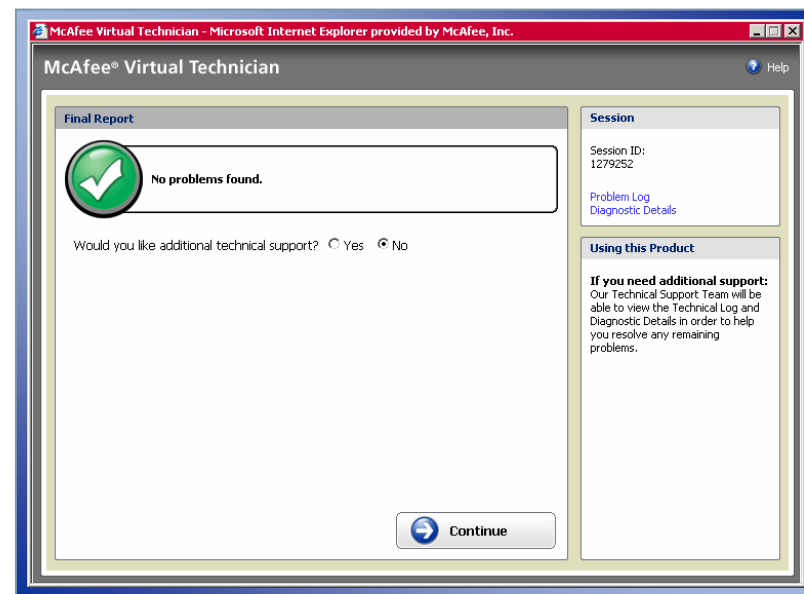 McAfee Virtual Technician - Microsoft Internet Explorer provided by McAfee, Inc.
McAfee® Virtual Technician
Help
Final Report
No problems found.
Would you like additional technical support? Yes No
Continue
Session
Session ID:
1279252
Problem Log
Diagnostic Details
Using this Product
If you need additional support:
Our Technical Support Team will be
able to view the Technical Log and
Diagnostic Details in order to help
you resolve any remaining
problems.